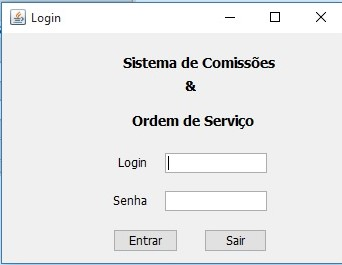 Login
Sistema de Comissões
&
Ordem de Serviço
Login
Senha
Entrar Sair